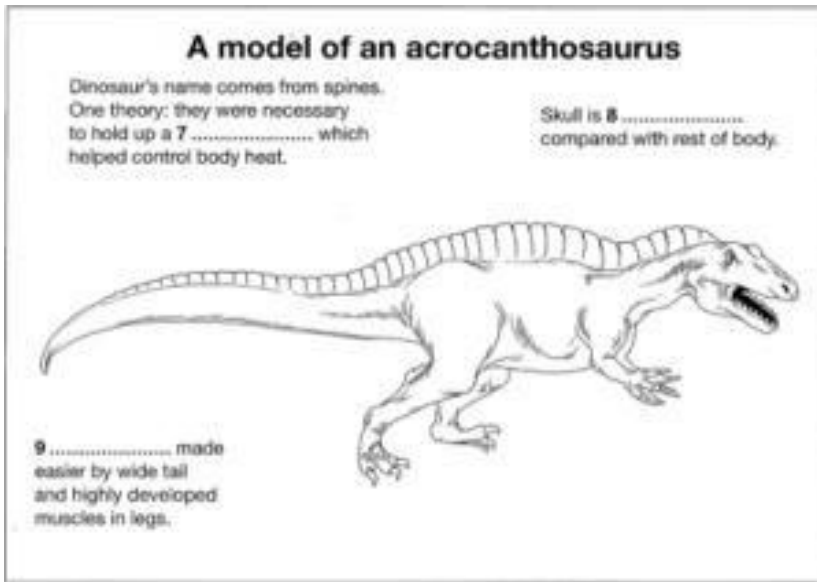 A model of an acrocanthosaurus
Dinosaur's name comes from spines.
One theory: they were necessary
to hold up a 7 ...................... which
helped control body heat.
Skull is 8 ......................
compared with rest of body.
9 ...................... made
easier by wide tail
and highly developed
muscles in legs.